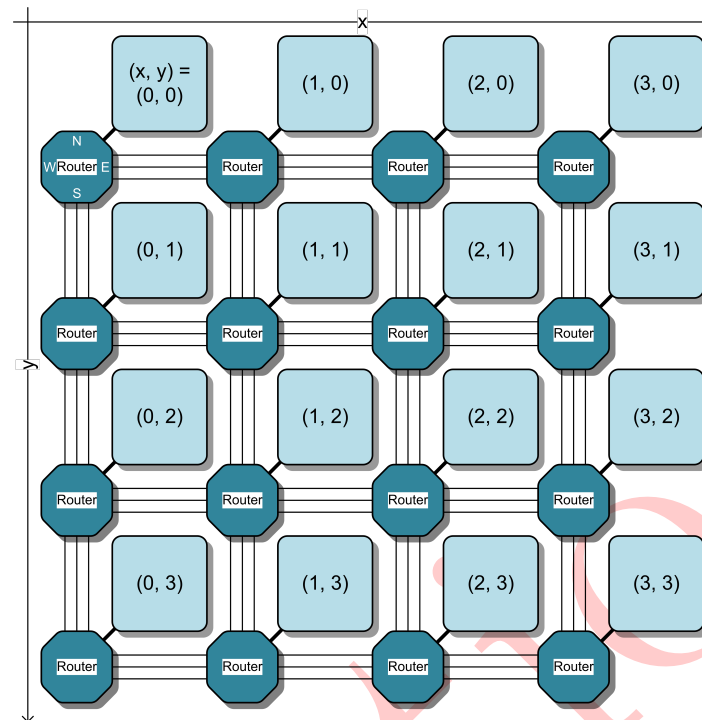 x
(x, y) =
(0, 0)
(1, 0)
(2, 0)
(3, 0)
N
W
Router
E
S
Router
Router
Router
(0, 1)
(1, 1)
(2, 1)
(3, 1)
Router
Router
Router
Router
y
(0, 2)
(1, 2)
(2, 2)
(3, 2)
Router
Router
Router
Router
(0, 3)
(1, 3)
(2, 3)
(3, 3)
Router
Router
Router
Router